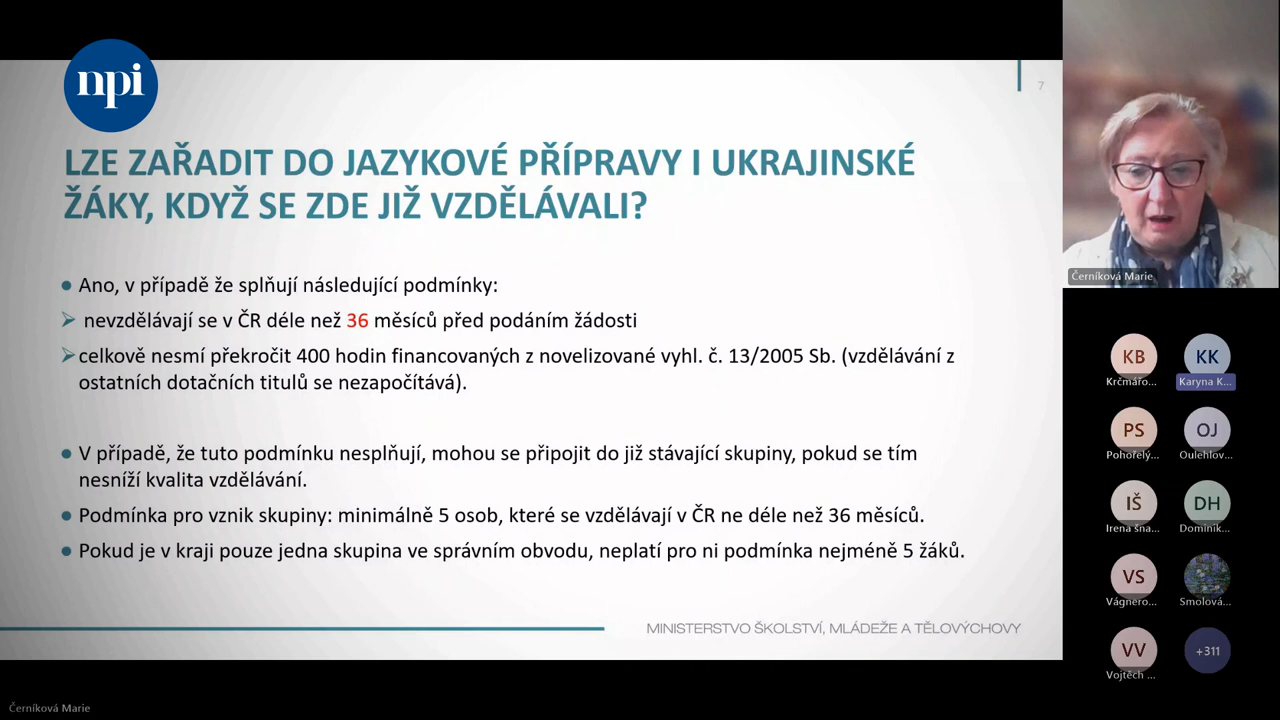 npi
7
LZE ZAŘADIT DO JAZYKOVÉ PŘÍPRAVY I UKRAJINSKÉ
ŽÁKY, KDYŽ SE ZDE JIŽ VZDĚLÁVALI?
Ano, v případě že splňují následující podmínky:
nevzdělávají se v ČR déle než 36 měsíců před podáním žádosti
celkově nesmí překročit 400 hodin financovaných z novelizované vyhl. č. 13/2005 Sb. (vzdělávání z
ostatních dotačních titulů se nezapočítává).
V případě, že tuto podmínku nesplňují, mohou se připojit do již stávající skupiny, pokud se tím
nesníží kvalita vzdělávání.
Podmínka pro vznik skupiny: minimálně 5 osob, které se vzdělávají v ČR ne déle než 36 měsíců.
Pokud je v kraji pouze jedna skupina ve správním obvodu, neplatí pro ni podmínka nejméně 5 žáků.
MINISTERSTVO ŠKOLSTVÍ, MLÁDEŽE A TĚLOVÝCHOVY
Černíková Marie
KB KK
Krčmářo... Karyna K...
PS OJ
Pohořelý... Oulehlov...
IŠ DH
Irena šna... Dominik...
VS
Vágnero... Smolová...
VV +311
Vojtěch ...
Černíková Marie